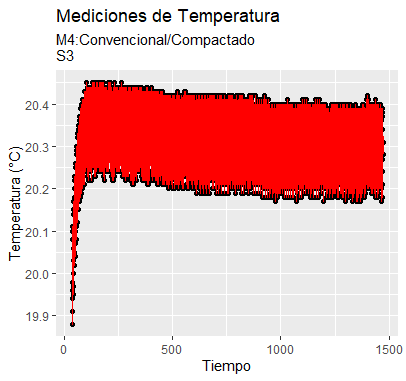 Mediciones de Temperatura
M4:Convencional/Compactado
S3
Temperatura (°C)
20.4
20.3
20.2
20.1
20.0
19.9
0 500 1000 1500
Tiempo